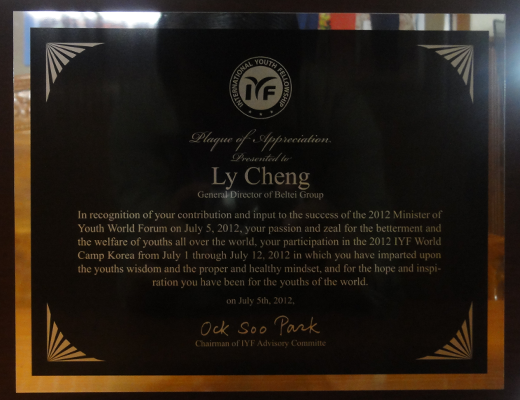 INTERNATIONAL YOUTH FELLOWSHIP
IYF
Plaque of Appreciation
Presented to
Ly Cheng
General Director of Beltei Group
In recognition of your contribution and input to the success of the 2012 Minister of
Youth World Forum on July 5, 2012, your passion and zeal for the betterment and
the welfare of youths all over the world, your participation in the 2012 IYF World
Camp Korea from July 1 through July 12, 2012 in which you have imparted upon
the youths wisdom and the proper and healthy mindset, and for the hope and inspi-
ration you have been for the youths of the world.
on July 5th, 2012,
Ock Soo Park
Chairman of IYF Advisory Committe